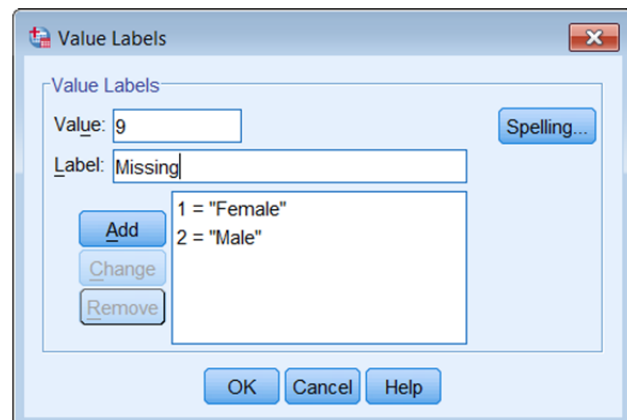 Value Labels
Value Labels
Value: 9
Spelling...
Label: Missing
1 = "Female"
2 = "Male"
Add
Change
Remove
OK Cancel Help